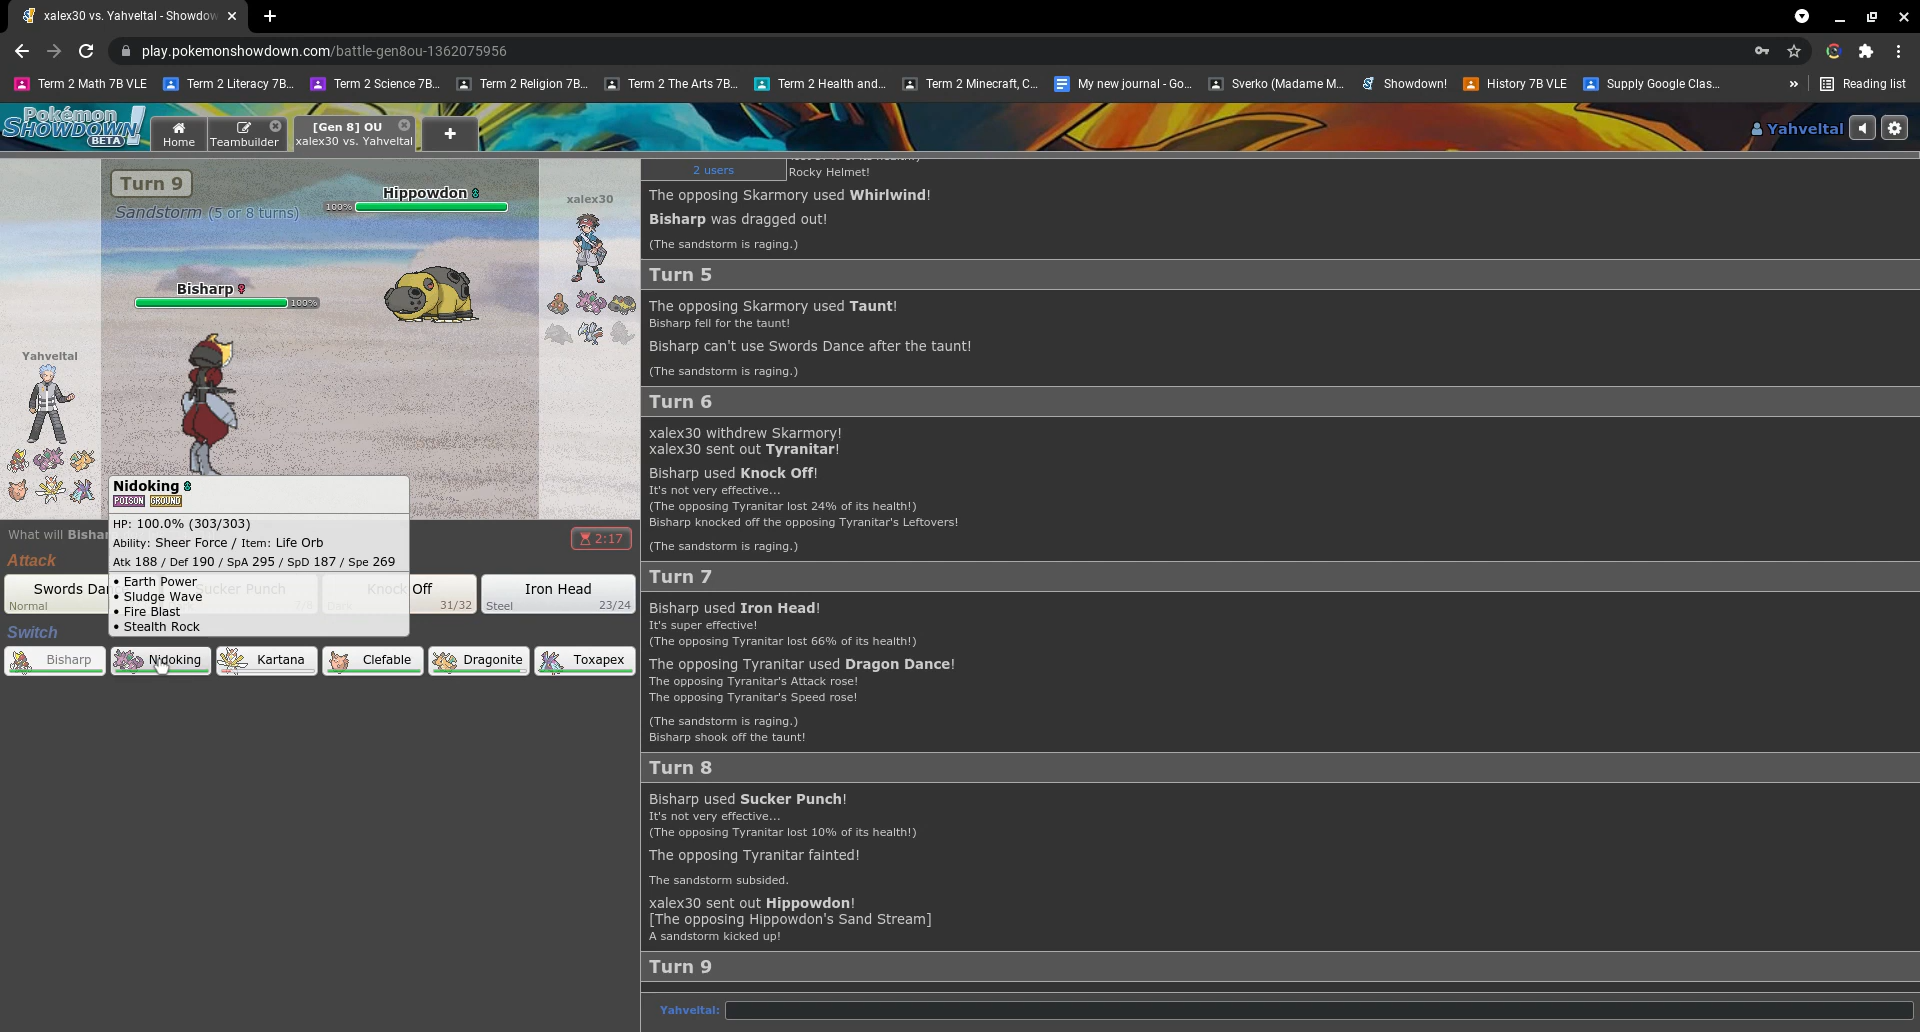 xalex30 vs. Yahveltal - Showdow
play.pokemonshowdown.com/battle-gen8ou-1362075956
Term 2 Math 7B VLE
Term 2 Literacy 7B...
Term 2 Science 7B...
Term 2 Religion 7B...
Term 2 The Arts 7B...
Term 2 Health and...
Term 2 Minecraft, C...
My new journal - Go...
Sverko (Madame M...
Showdown!
History 7B VLE
Supply Google Clas...
»
Reading list
Pokémon
SHOWDOWN!
BETA
Home
Teambuilder
[Gen 8] OU
xalex30 vs. Yahveltal
+
Yahveltal
Turn 9
Sandstorm (5 or 8 turns)
Hippowdon
100%
xalex30
Bisharp
100%
Yahveltal
Nidoking
POISON GROUND
HP: 100.0% (303/303)
Ability: Sheer Force / Item: Life Orb
Atk 188 / Def 190 / SpA 295 / SpD 187 / Spe 269
• Earth Power
• Sludge Wave
• Fire Blast
• Stealth Rock
What will Bishar
2:17
Attack
Swords Dan
Normal
Sucker Punch
Knock Off
31/32
Iron Head
Steel
23/24
Switch
Bisharp
Nidoking
Kartana
Clefable
Dragonite
Toxapex
2 users
Rocky Helmet!
The opposing Skarmory used Whirlwind!
Bisharp was dragged out!
(The sandstorm is raging.)
Turn 5
The opposing Skarmory used Taunt!
Bisharp fell for the taunt!
Bisharp can't use Swords Dance after the taunt!
(The sandstorm is raging.)
Turn 6
xalex30 withdrew Skarmory!
xalex30 sent out Tyranitar!
Bisharp used Knock Off!
It's not very effective...
(The opposing Tyranitar lost 24% of its health!)
Bisharp knocked off the opposing Tyranitar's Leftovers!
(The sandstorm is raging.)
Turn 7
Bisharp used Iron Head!
It's super effective!
(The opposing Tyranitar lost 66% of its health!)
The opposing Tyranitar used Dragon Dance!
The opposing Tyranitar's Attack rose!
The opposing Tyranitar's Speed rose!
(The sandstorm is raging.)
Bisharp shook off the taunt!
Turn 8
Bisharp used Sucker Punch!
It's not very effective...
(The opposing Tyranitar lost 10% of its health!)
The opposing Tyranitar fainted!
The sandstorm subsided.
xalex30 sent out Hippowdon!
[The opposing Hippowdon's Sand Stream]
A sandstorm kicked up!
Turn 9
Yahveltal: